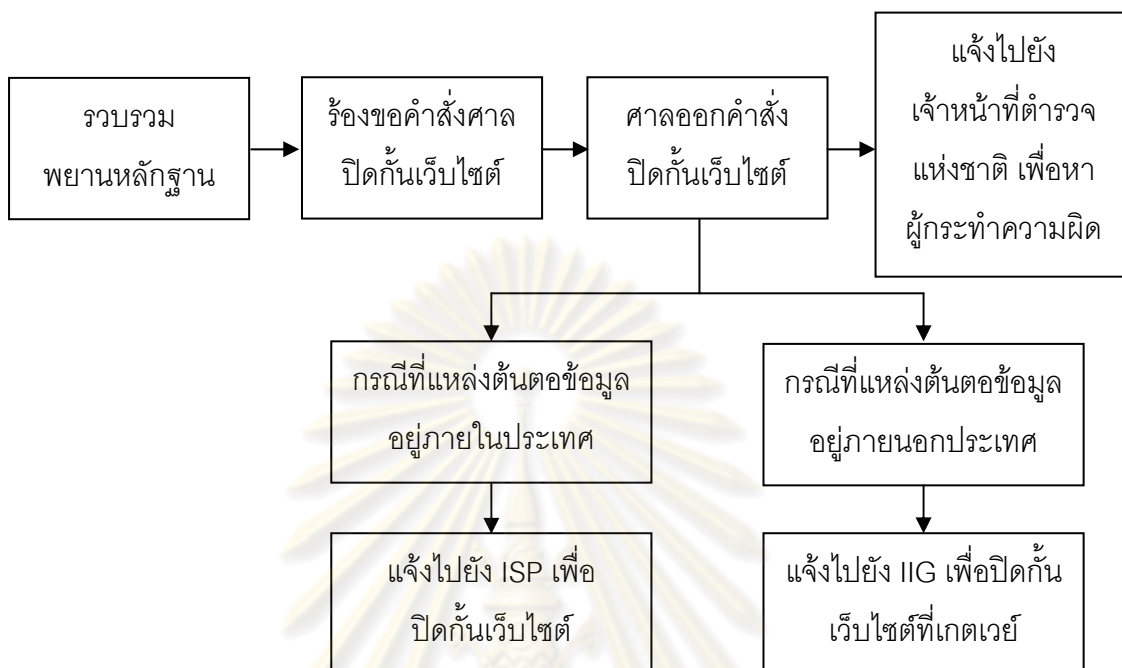 รวบรวม
พยานหลักฐาน
ร้องขอคำสั่งศาล
ปิดกั้นเว็บไซต์
ศาลออกคำสั่ง
ปิดกั้นเว็บไซต์
แจ้งไปยัง
เจ้าหน้าที่ตำรวจ
แห่งชาติ เพื่อหา
ผู้กระทำความผิด
กรณีที่แหล่งต้นตอข้อมูล
อยู่ภายในประเทศ
กรณีที่แหล่งต้นตอข้อมูล
อยู่ภายนอกประเทศ
แจ้งไปยัง ISP เพื่อ
ปิดกั้นเว็บไซต์
แจ้งไปยัง IIG เพื่อปิดกั้น
เว็บไซต์ที่เกตเวย์